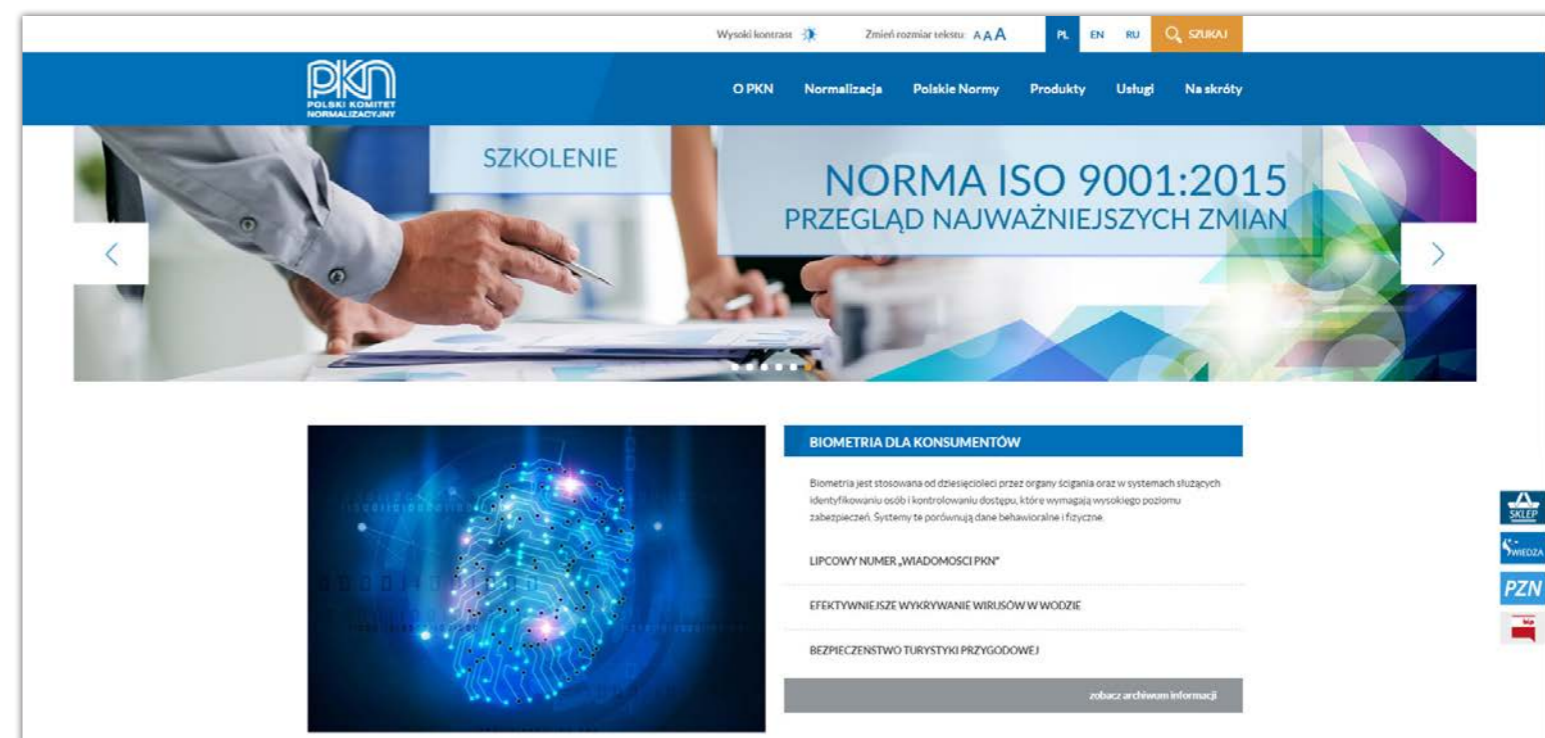 Wysoki kontrast
Zmień rozmiar tekstu: A A A
PL EN RU
SZUKAJ
PKN
POLSKI KOMITET
NORMALIZACYJNY
O PKN Normalizacja Polskie Normy Produkty Usługi Na skróty
SZKOLENIE
NORMA ISO 9001:2015
PRZEGLĄD NAJWAŻNIEJSZYCH ZMIAN
BIOMETRIA DLA KONSUMENTÓW
Biometria jest stosowana od dziesięcioleci przez organy ścigania oraz w systemach służących
identyfikowaniu osób i kontrolowaniu dostępu, które wymagają wysokiego poziomu
zabezpieczeń. Systemy te porównują dane behawioralne i fizyczne.
LIPCOWY NUMER „WIADOMOŚCI PKN"
EFEKTYWNIEJSZE WYKRYWANIE WIRUSÓW W WODZIE
BEZPIECZEŃSTWO TURYSTYKI PRZYGODOWEJ
zobacz archiwum informacji
SKLEP
WIEDZA
PZN
bip